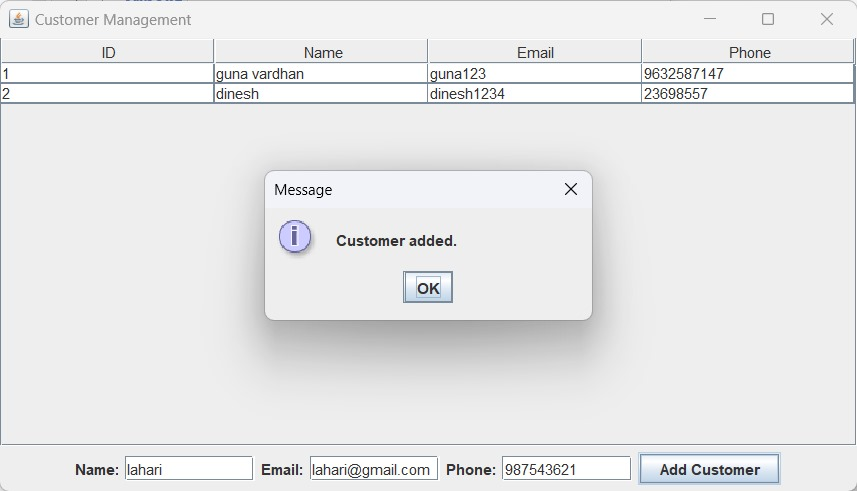 Customer Management
ID Name Email Phone
1 guna vardhan guna123 9632587147
2 dinesh dinesh1234 23698557
Message
i
Customer added.
OK
Name: lahari Email: lahari@gmail.com Phone: 987543621 Add Customer